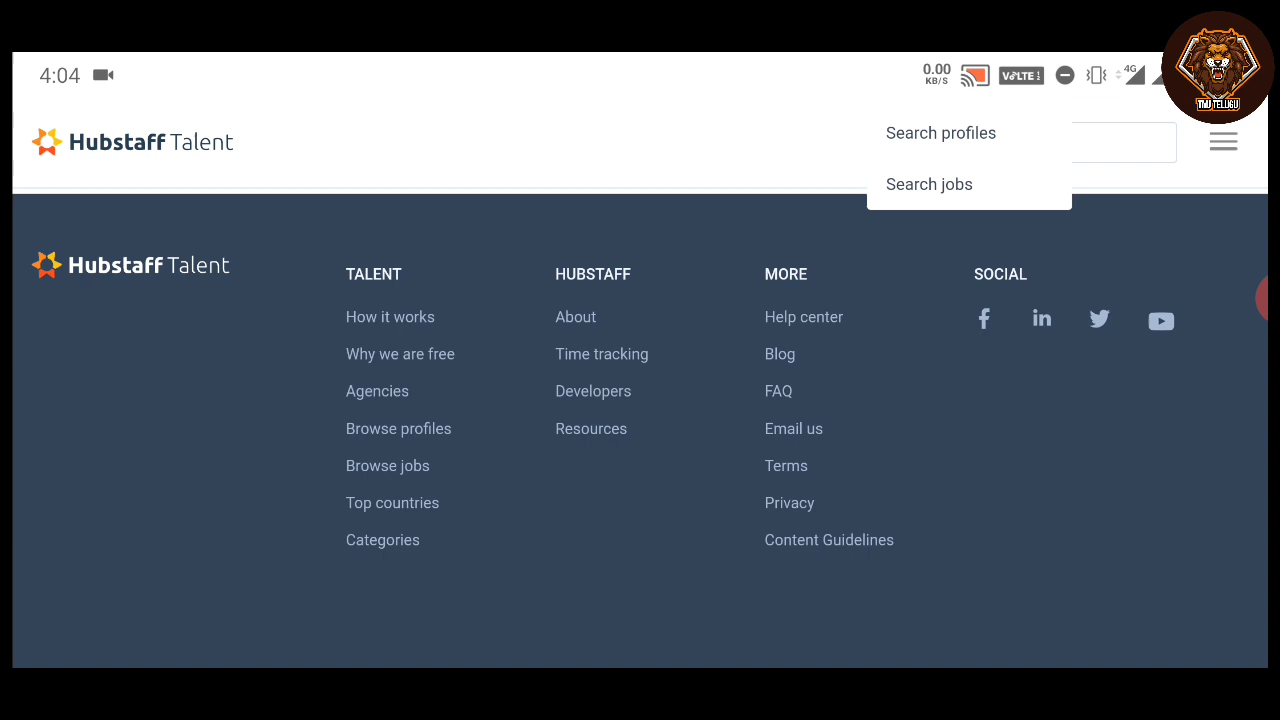 4:04
0.00
KB/S
VoLTE
4G
TMJ TELUGU
Hubstaff Talent
Search profiles
Search jobs
Hubstaff Talent
TALENT
How it works
Why we are free
Agencies
Browse profiles
Browse jobs
Top countries
Categories
HUBSTAFF
About
Time tracking
Developers
Resources
MORE
Help center
Blog
FAQ
Email us
Terms
Privacy
Content Guidelines
SOCIAL